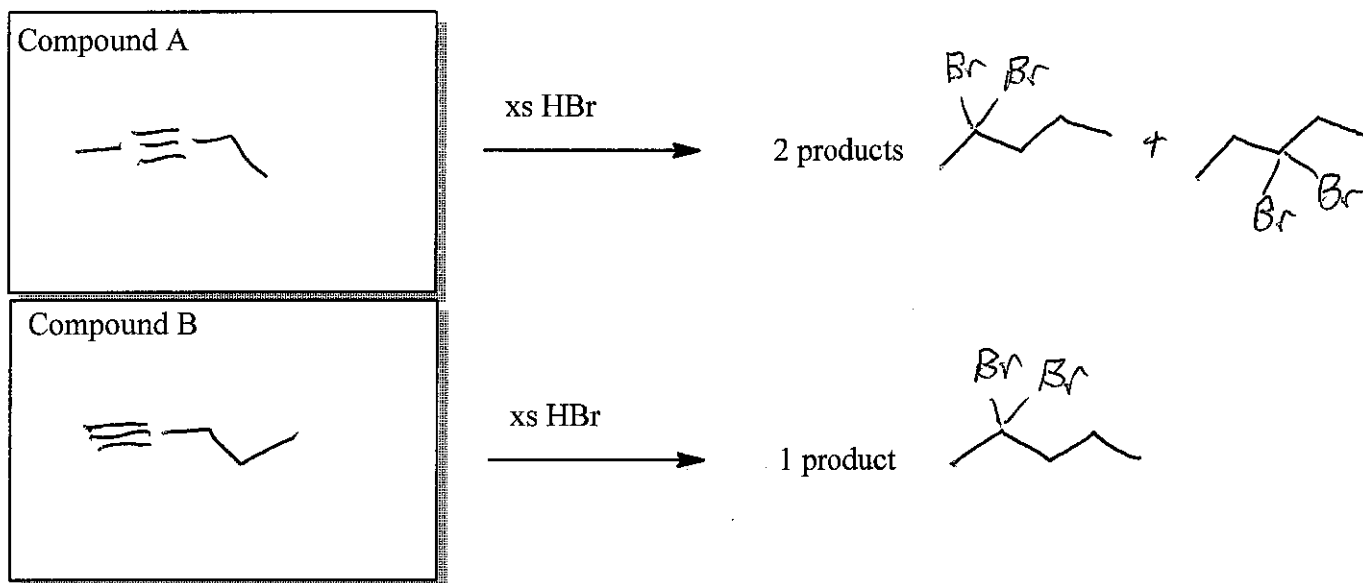 Compound A
Br Br
xs HBr
2 products
+
Br
Br
Compound B
Br Br
xs HBr
1 product